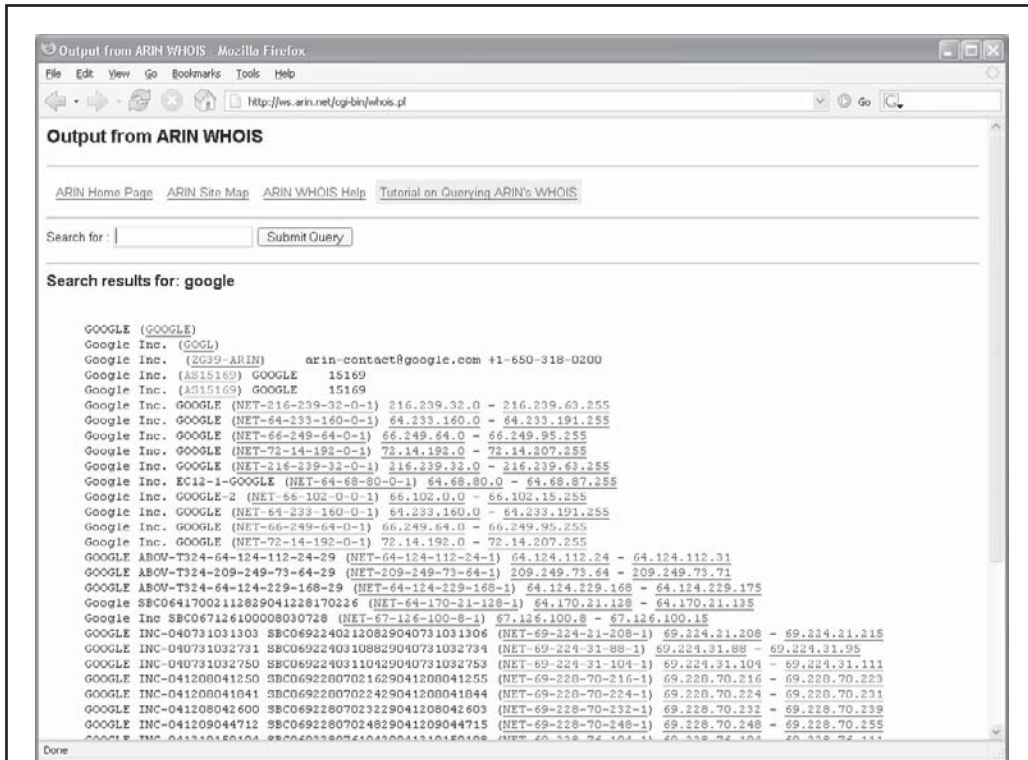 Output from ARIN WHOIS - Mozilla Firefox
File Edit View Go Bookmarks Tools Help
http://ws.arin.net/cgi-bin/whois.pl Go
Output from ARIN WHOIS
ARIN Home Page ARIN Site Map ARIN WHOIS Help Tutorial on Querying ARIN's WHOIS
Search for : Submit Query
Search results for: google
GOOGLE (GOOGLE)
Google Inc. (GOGL)
Google Inc. (ZG39-ARIN) arin-contact@google.com +1-650-318-0200
Google Inc. (AS15169) GOOGLE 15169
Google Inc. (AS15169) GOOGLE 15169
Google Inc. GOOGLE (NET-216-239-32-0-1) 216.239.32.0 - 216.239.63.255
Google Inc. GOOGLE (NET-64-233-160-0-1) 64.233.160.0 - 64.233.191.255
Google Inc. GOOGLE (NET-66-249-64-0-1) 66.249.64.0 - 66.249.95.255
Google Inc. GOOGLE (NET-72-14-192-0-1) 72.14.192.0 - 72.14.207.255
Google Inc. GOOGLE (NET-216-239-32-0-1) 216.239.32.0 - 216.239.63.255
Google Inc. EC12-1-GOOGLE (NET-64-68-80-0-1) 64.68.80.0 - 64.68.87.255
Google Inc. GOOGLE-2 (NET-66-102-0-0-1) 66.102.0.0 - 66.102.15.255
Google Inc. GOOGLE (NET-64-233-160-0-1) 64.233.160.0 - 64.233.191.255
Google Inc. GOOGLE (NET-66-249-64-0-1) 66.249.64.0 - 66.249.95.255
Google Inc. GOOGLE (NET-72-14-192-0-1) 72.14.192.0 - 72.14.207.255
GOOGLE ABOV-T324-64-124-112-24-29 (NET-64-124-112-24-1) 64.124.112.24 - 64.124.112.31
GOOGLE ABOV-T324-209-249-73-64-29 (NET-209-249-73-64-1) 209.249.73.64 - 209.249.73.71
GOOGLE ABOV-T324-64-124-229-168-29 (NET-64-124-229-168-1) 64.124.229.168 - 64.124.229.175
Google SBC06417002112829041228170226 (NET-64-170-21-128-1) 64.170.21.128 - 64.170.21.135
Google Inc SBC067126100008030728 (NET-67-126-100-8-1) 67.126.100.8 - 67.126.100.15
GOOGLE INC-040731031303 SBC06922402120829040731031306 (NET-69-224-21-208-1) 69.224.21.208 - 69.224.21.215
GOOGLE INC-040731032731 SBC06922403108829040731032734 (NET-69-224-31-88-1) 69.224.31.88 - 69.224.31.95
GOOGLE INC-040731032750 SBC06922403110429040731032753 (NET-69-224-31-104-1) 69.224.31.104 - 69.224.31.111
GOOGLE INC-041208041250 SBC06922807021629041208041255 (NET-69-228-70-216-1) 69.228.70.216 - 69.228.70.223
GOOGLE INC-041208041841 SBC06922807022429041208041844 (NET-69-228-70-224-1) 69.228.70.224 - 69.228.70.231
GOOGLE INC-041208042600 SBC06922807023229041208042603 (NET-69-228-70-232-1) 69.228.70.232 - 69.228.70.239
GOOGLE INC-041209044712 SBC06922807024829041209044715 (NET-69-228-70-248-1) 69.228.70.248 - 69.228.70.255
Done